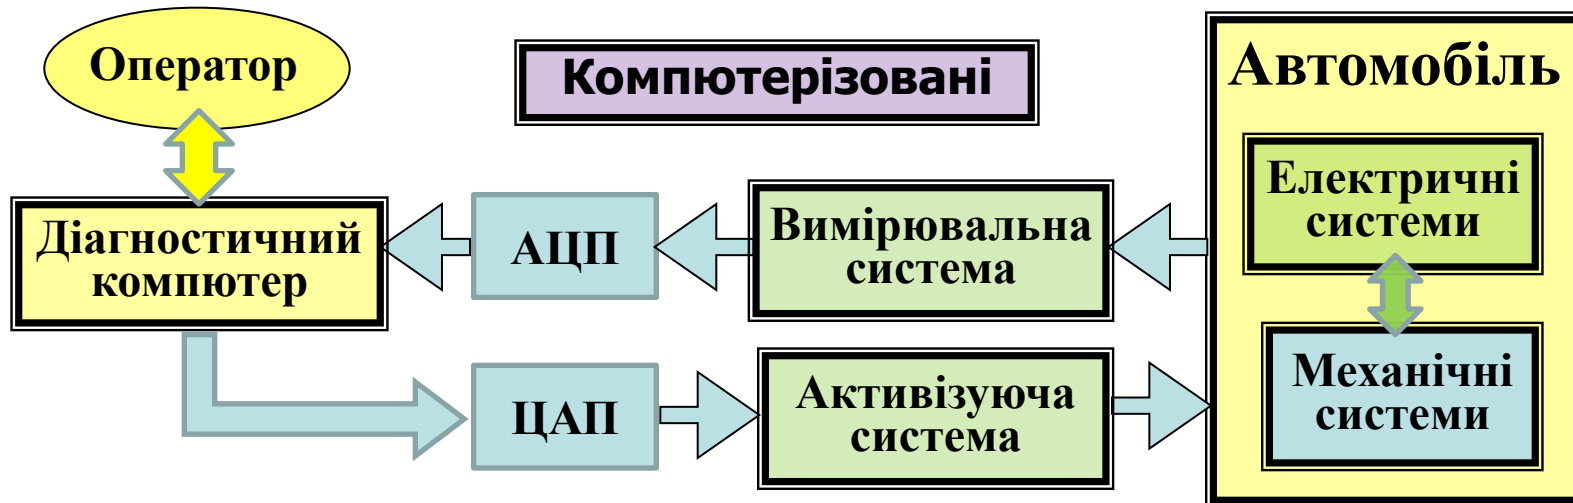 Оператор
Компютерізовані
Автомобіль
Діагностичний
компютер
АЦП
Вимірювальна
система
Електричні
системи
ЦАП
Активізуюча
система
Механічні
системи